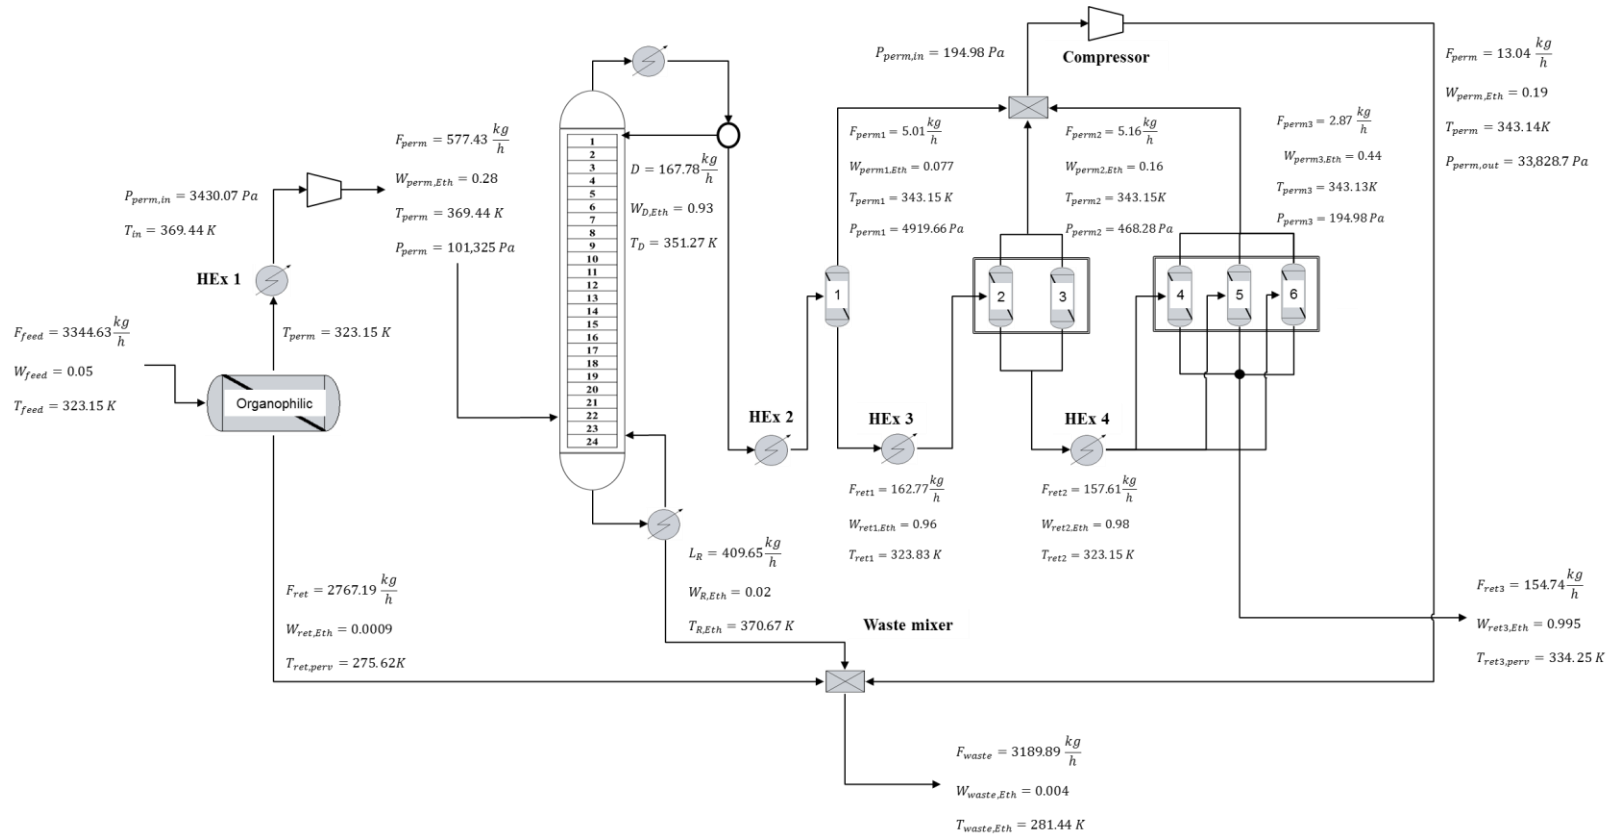 P_perm,in = 194.98 Pa
Compressor
F_perm = 13.04 kg/h
W_perm,Eth = 0.19
T_perm = 343.14K
P_perm,out = 33,828.7 Pa
F_perm = 577.43 kg/h
W_perm,Eth = 0.28
T_perm = 369.44 K
P_perm = 101,325 Pa
P_perm,in = 3430.07 Pa
T_in = 369.44 K
HEx 1
T_perm = 323.15 K
F_feed = 3344.63 kg/h
W_feed = 0.05
T_feed = 323.15 K
Organophilic
1
2
3
4
5
6
7
8
9
10
11
12
13
14
15
16
17
18
19
20
21
22
23
24
D = 167.78 kg/h
W_D,Eth = 0.93
T_D = 351.27 K
F_perm1 = 5.01 kg/h
W_perm1,Eth = 0.077
T_perm1 = 343.15 K
P_perm1 = 4919.66 Pa
F_perm2 = 5.16 kg/h
W_perm2,Eth = 0.16
T_perm2 = 343.15K
P_perm2 = 468.28 Pa
F_perm3 = 2.87 kg/h
W_perm3,Eth = 0.44
T_perm3 = 343.13K
P_perm3 = 194.98 Pa
1
2
3
4
5
6
HEx 2
HEx 3
HEx 4
F_ret1 = 162.77 kg/h
W_ret1,Eth = 0.96
T_ret1 = 323.83 K
F_ret2 = 157.61 kg/h
W_ret2,Eth = 0.98
T_ret2 = 323.15 K
L_R = 409.65 kg/h
W_R,Eth = 0.02
T_R,Eth = 370.67 K
F_ret = 2767.19 kg/h
W_ret,Eth = 0.0009
T_ret,perv = 275.62K
Waste mixer
F_ret3 = 154.74 kg/h
W_ret3,Eth = 0.995
T_ret3,perv = 334.25 K
F_waste = 3189.89 kg/h
W_waste,Eth = 0.004
T_waste,Eth = 281.44 K